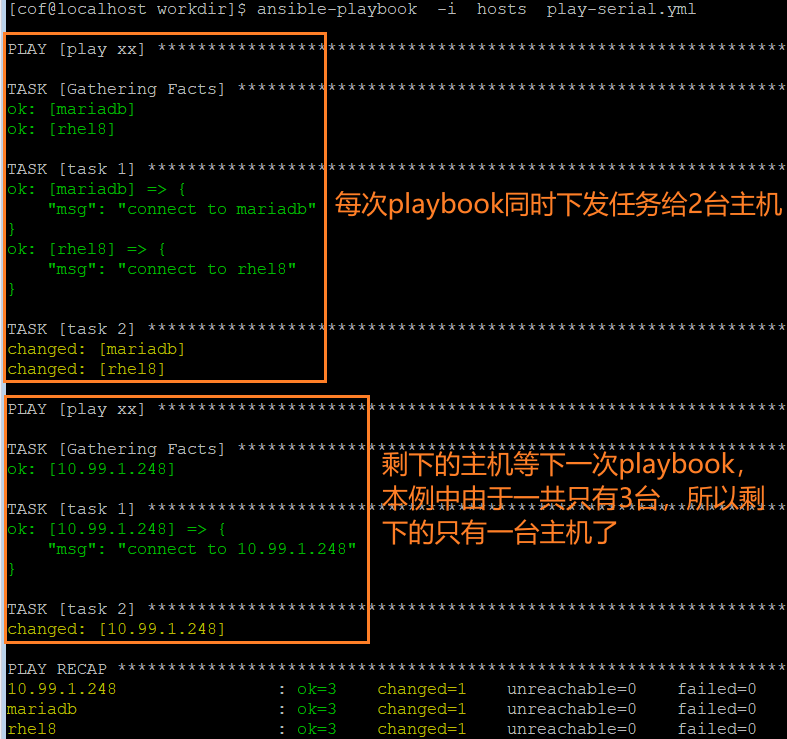 [cof@localhost workdir]$ ansible-playbook  -i  hosts  play-serial.yml
PLAY [play xx] ***************************************************************
TASK [Gathering Facts] *******************************************************
ok: [mariadb]
ok: [rhel8]
TASK [task 1] ****************************************************************
ok: [mariadb] => {
    "msg": "connect to mariadb"
}
ok: [rhel8] => {
    "msg": "connect to rhel8"
}
每次playbook同时下发任务给2台主机
TASK [task 2] ****************************************************************
changed: [mariadb]
changed: [rhel8]
PLAY [play xx] ***************************************************************
TASK [Gathering Facts] *******************************************************
ok: [10.99.1.248]
TASK [task 1] ****************************************************************
ok: [10.99.1.248] => {
    "msg": "connect to 10.99.1.248"
}
剩下的主机等下一次playbook,
本例中由于一共只有3台，所以剩
下的只有一台主机了
TASK [task 2] ****************************************************************
changed: [10.99.1.248]
PLAY RECAP *******************************************************************
10.99.1.248                : ok=3    changed=1    unreachable=0    failed=0
mariadb                    : ok=3    changed=1    unreachable=0    failed=0
rhel8                      : ok=3    changed=1    unreachable=0    failed=0